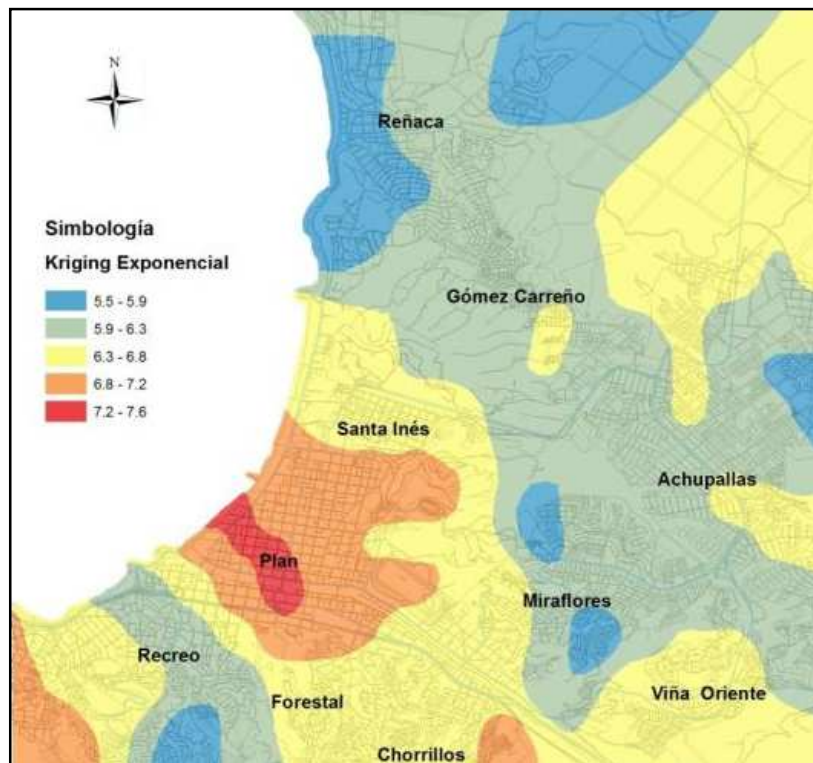 N
Reñaca
Simbología
Kriging Exponencial
5.5 - 5.9
5.9 - 6.3
6.3 - 6.8
6.8 - 7.2
7.2 - 7.6
Gómez Carreño
Santa Inés
Achupallas
Plan
Miraflores
Recreo
Viña Oriente
Forestal
Chorrillos